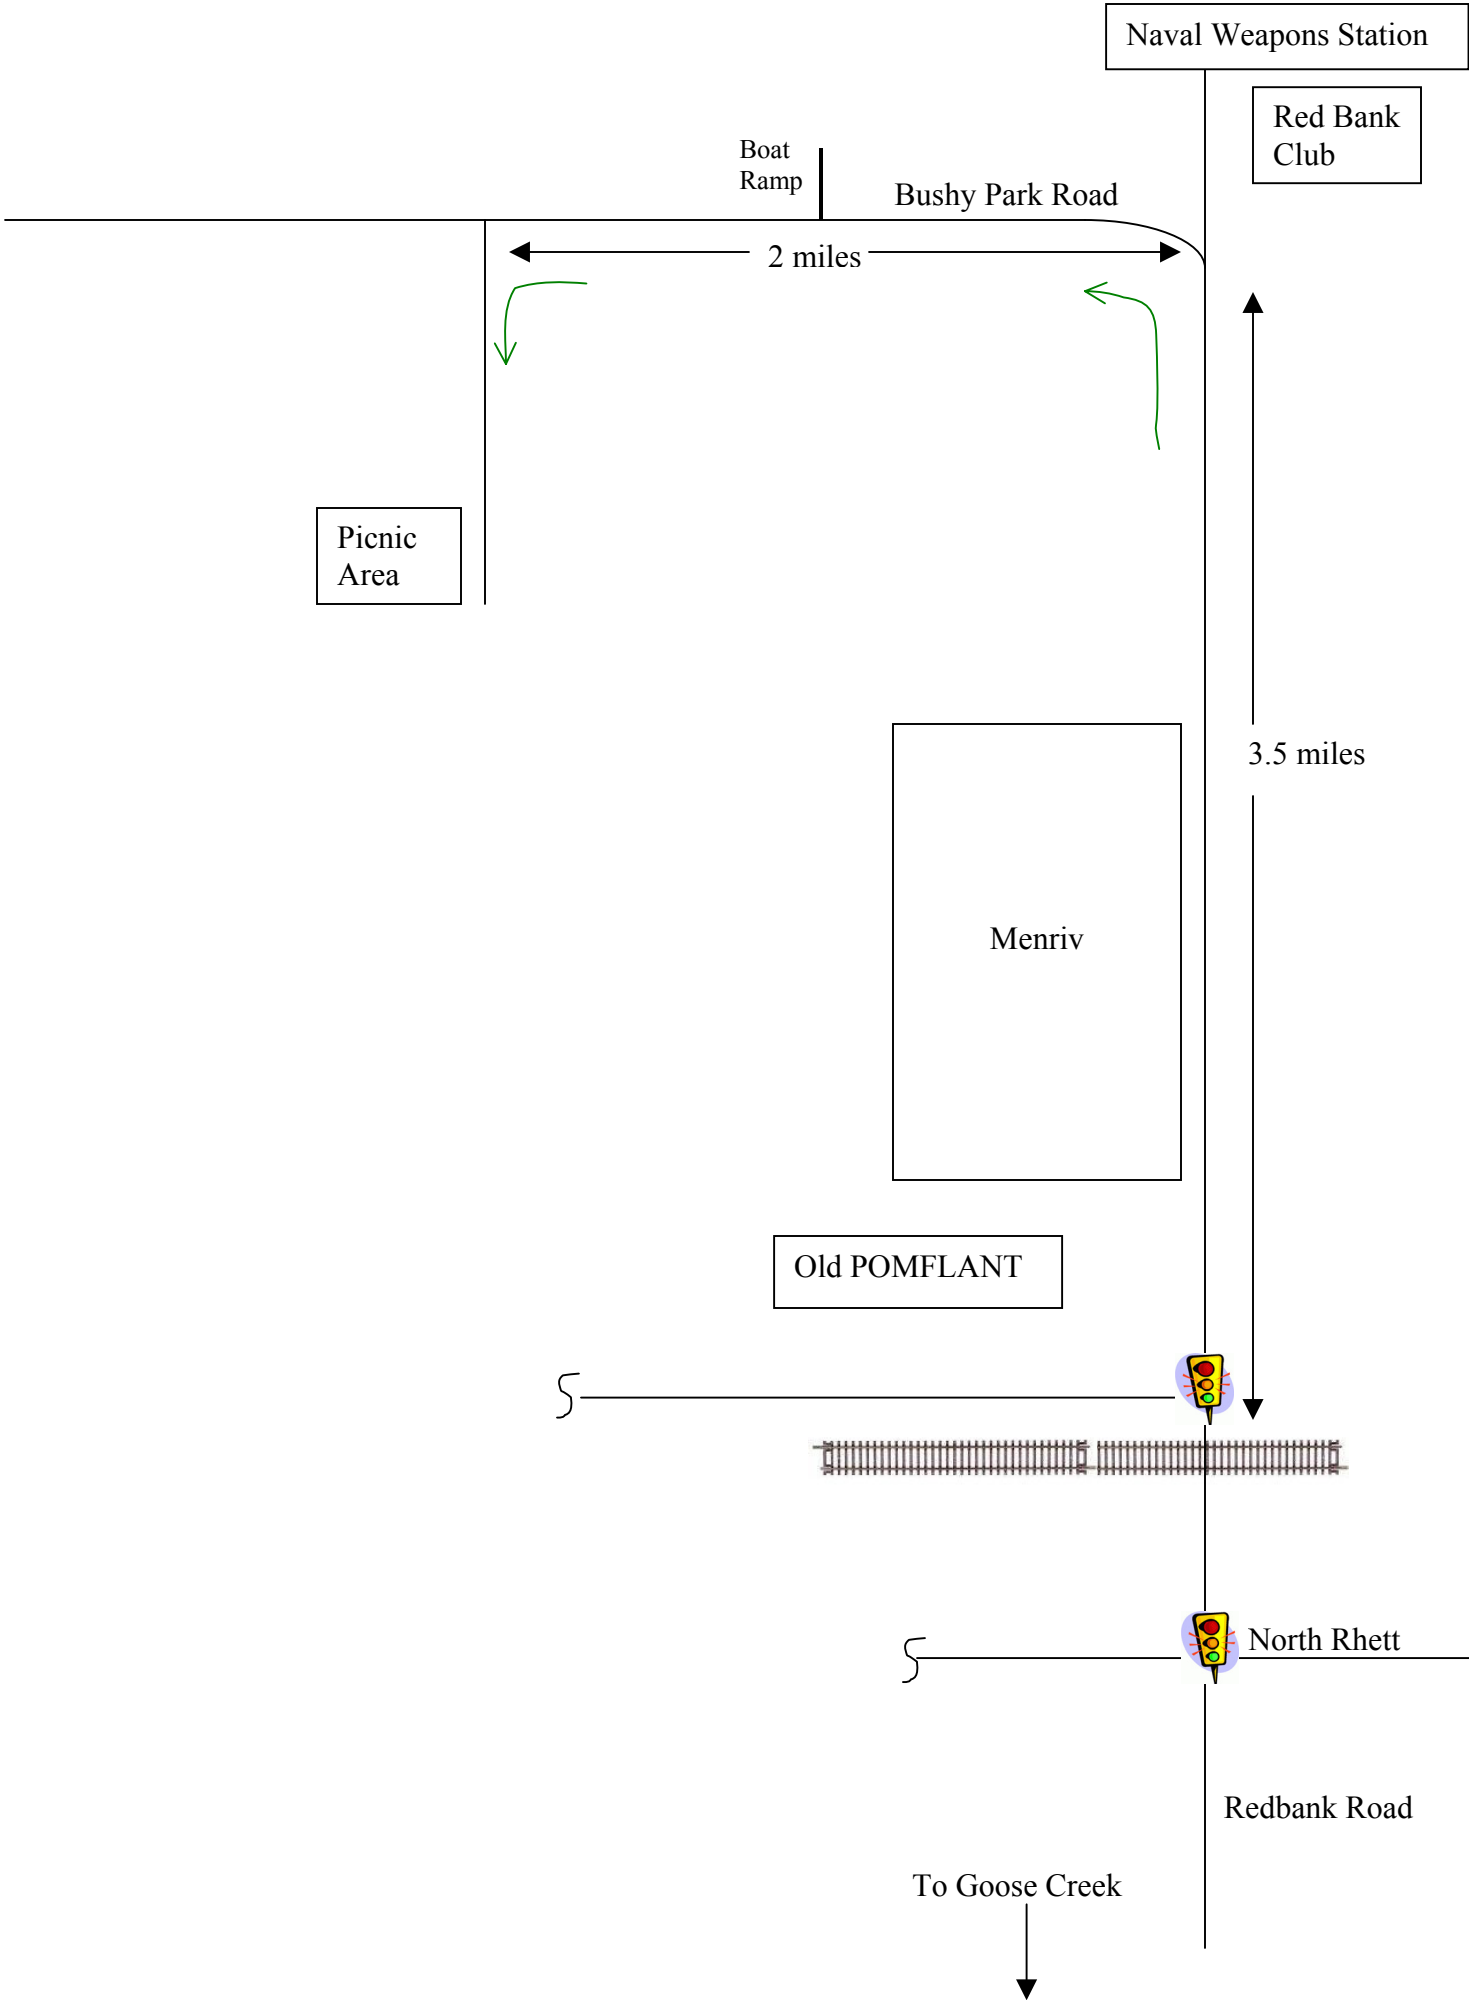 Naval Weapons Station
Red Bank
Club
Boat
Ramp
Bushy Park Road
2 miles
Picnic
Area
3.5 miles
Menriv
Old POMFLANT
North Rhett
Redbank Road
To Goose Creek